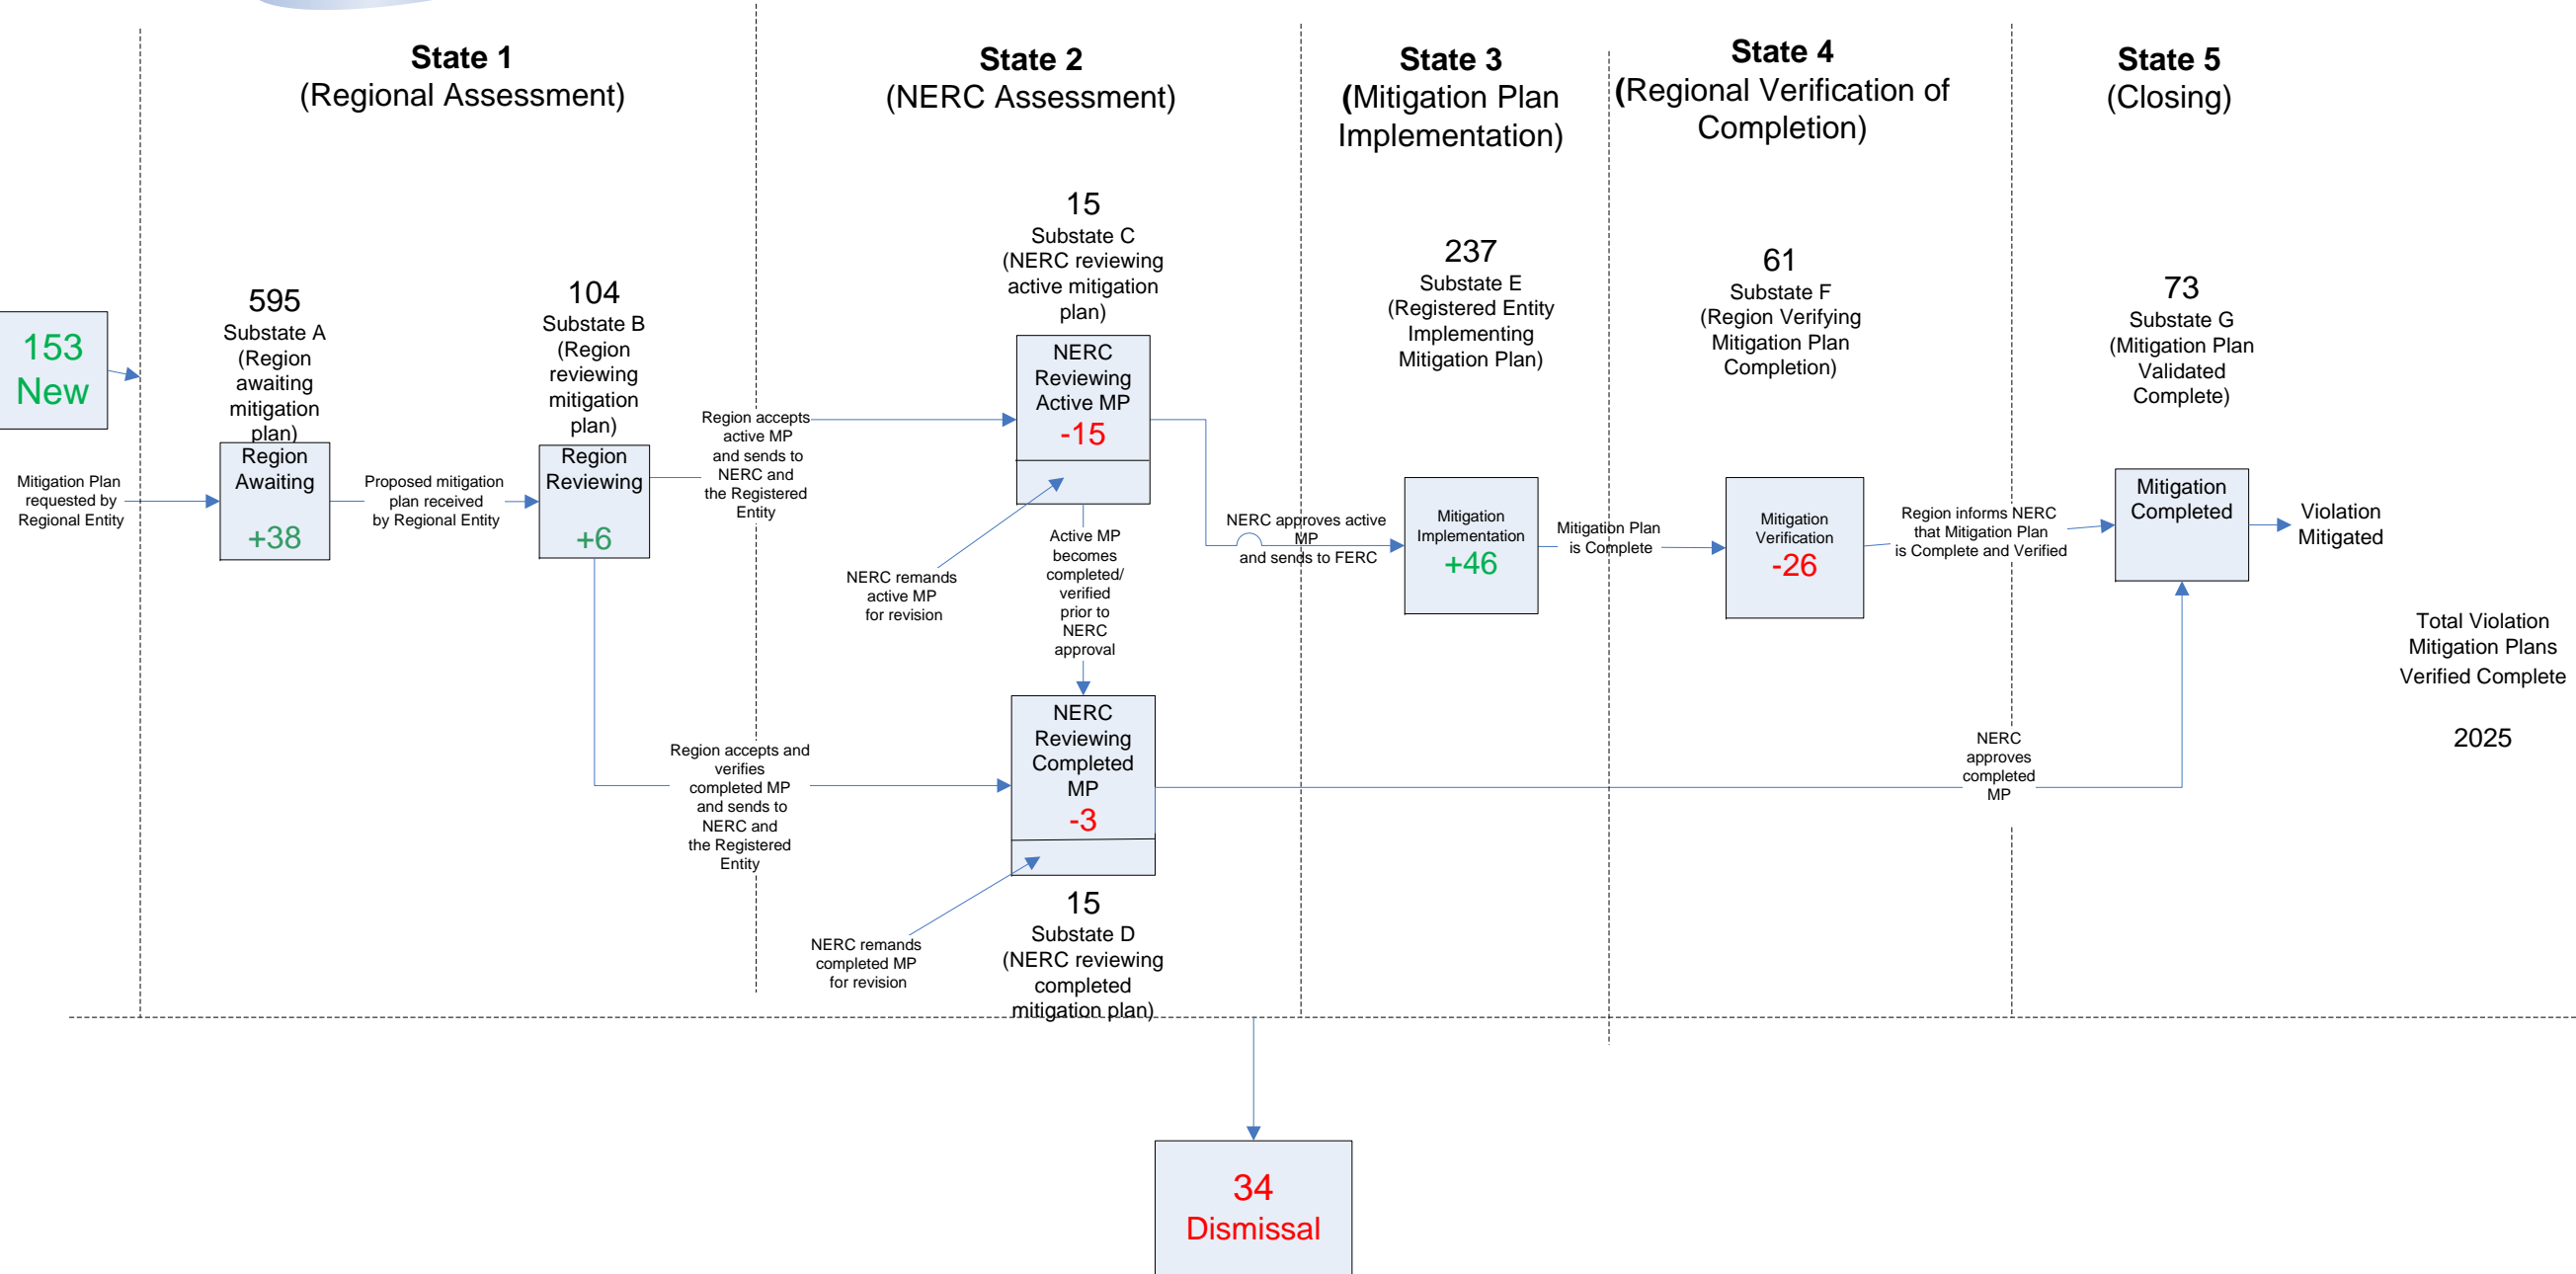 State 1
(Regional Assessment)
State 2
(NERC Assessment)
State 3
(Mitigation Plan
Implementation)
State 4
(Regional Verification of
Completion)
State 5
(Closing)
153
New
Mitigation Plan
requested by
Regional Entity
595
Substate A
(Region
awaiting
mitigation
plan)
Region
Awaiting
+38
Proposed mitigation
plan received
by Regional Entity
104
Substate B
(Region
reviewing
mitigation
plan)
Region
Reviewing
+6
Region accepts
active MP
and sends to
NERC and
the Registered
Entity
Region accepts and
verifies
completed MP
and sends to
NERC and
the Registered
Entity
15
Substate C
(NERC reviewing
active mitigation
plan)
NERC
Reviewing
Active MP
-15
NERC remands
active MP
for revision
Active MP
becomes
completed/
verified
prior to
NERC
approval
NERC
Reviewing
Completed
MP
-3
NERC remands
completed MP
for revision
15
Substate D
(NERC reviewing
completed
mitigation plan)
NERC approves active
MP
and sends to FERC
237
Substate E
(Registered Entity
Implementing
Mitigation Plan)
Mitigation
Implementation
+46
Mitigation Plan
is Complete
61
Substate F
(Region Verifying
Mitigation Plan
Completion)
Mitigation
Verification
-26
Region informs NERC
that Mitigation Plan
is Complete and Verified
73
Substate G
(Mitigation Plan
Validated
Complete)
Mitigation
Completed
Violation
Mitigated
NERC
approves
completed
MP
Total Violation
Mitigation Plans
Verified Complete
2025
34
Dismissal